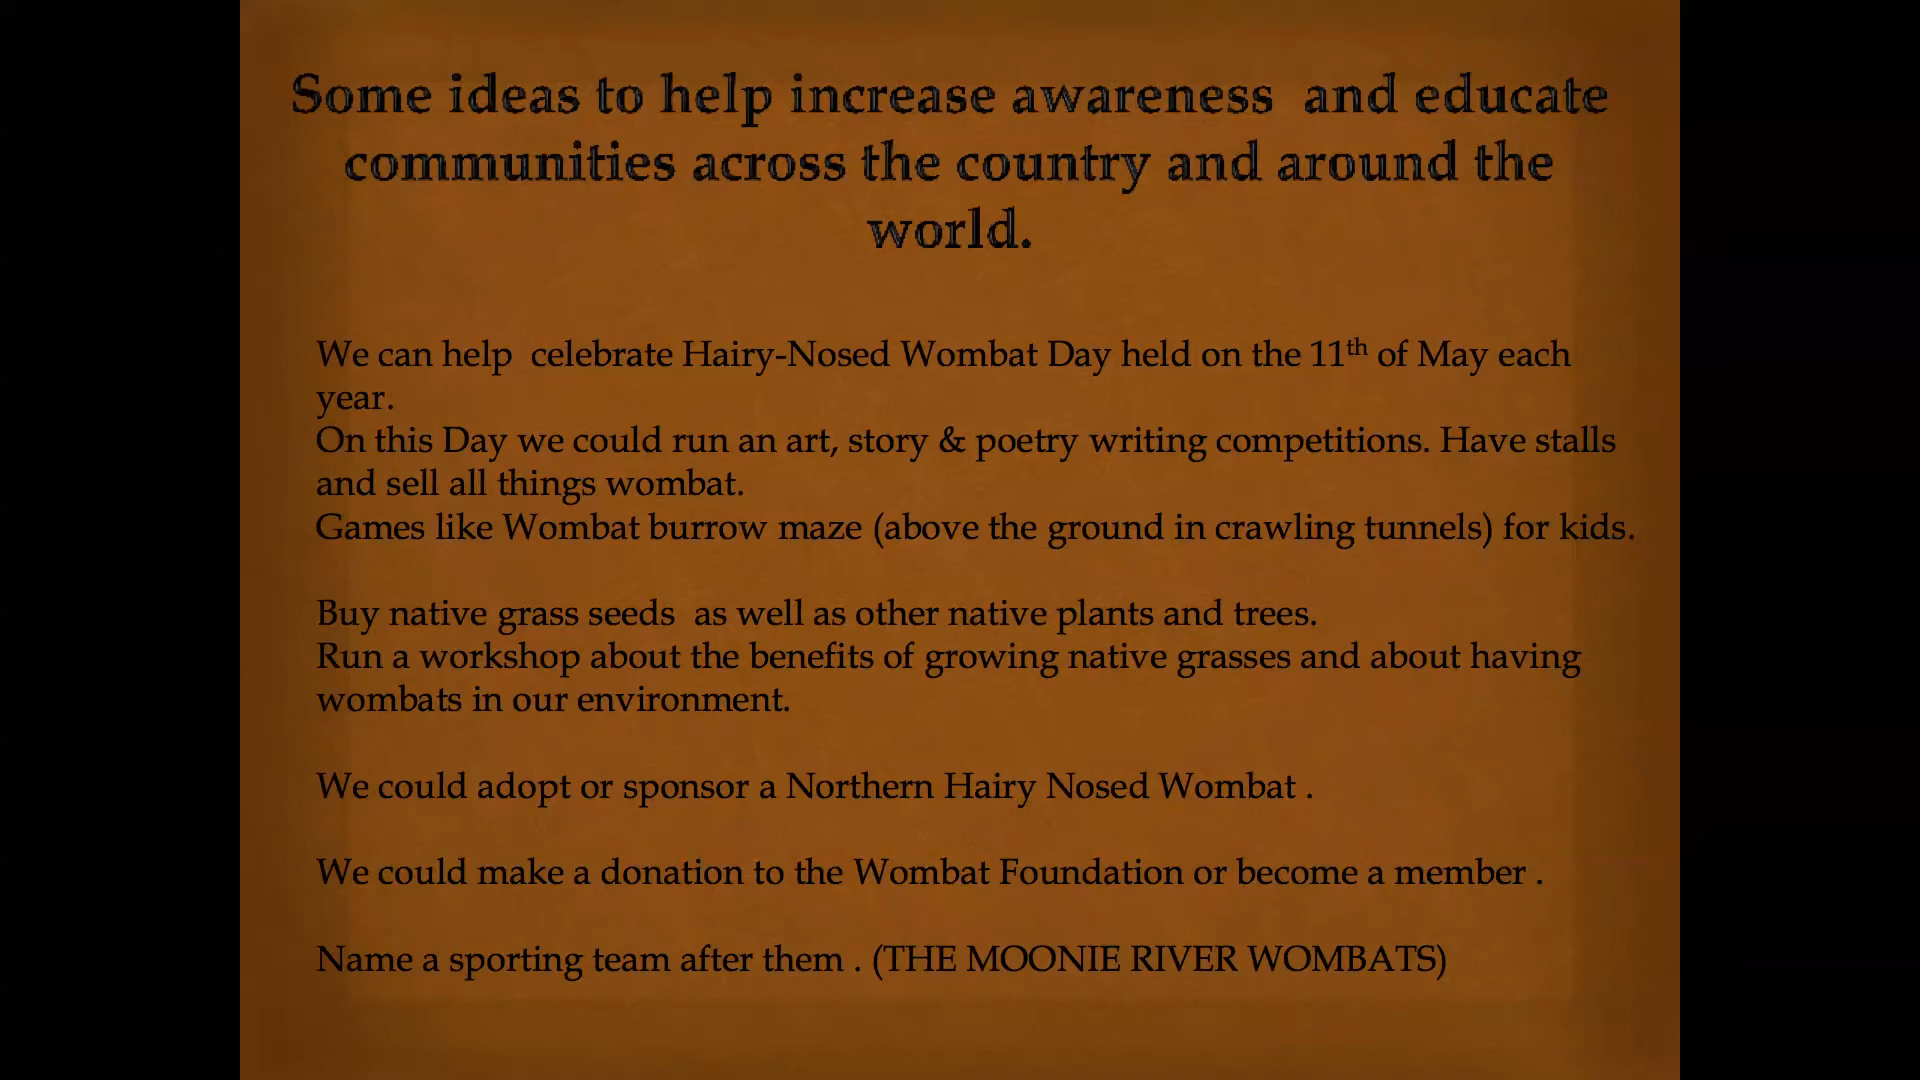 Some ideas to help increase awareness  and educate
communities across the country and around the
world.
We can help  celebrate Hairy-Nosed Wombat Day held on the 11th of May each
year.
On this Day we could run an art, story & poetry writing competitions. Have stalls
and sell all things wombat.
Games like Wombat burrow maze (above the ground in crawling tunnels) for kids.
Buy native grass seeds  as well as other native plants and trees.
Run a workshop about the benefits of growing native grasses and about having
wombats in our environment.
We could adopt or sponsor a Northern Hairy Nosed Wombat .
We could make a donation to the Wombat Foundation or become a member .
Name a sporting team after them . (THE MOONIE RIVER WOMBATS)